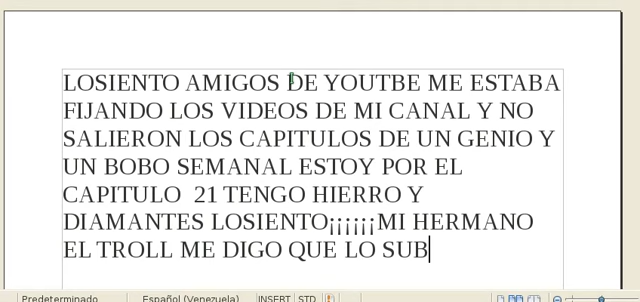 LOSIENTO AMIGOS DE YOUTBE ME ESTABA
FIJANDO LOS VIDEOS DE MI CANAL Y NO
SALIERON LOS CAPITULOS DE UN GENIO Y
UN BOBO SEMANAL ESTOY POR EL
CAPITULO  21 TENGO HIERRO Y
DIAMANTES LOSIENTO¡¡¡¡¡¡MI HERMANO
EL TROLL ME DIGO QUE LO SUB
Predeterminado Español (Venezuela) INSERT STD